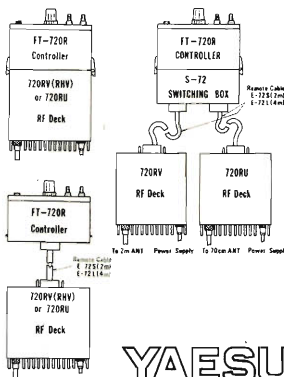 FT-720R
Controller
720RV(RHV)
or 720RU
RF Deck
FT-720R
CONTROLLER
S-72
SWITCHING BOX
Remote Cable
E-72S(2m)
E-72L(4m)
720RV
RF Deck
720RU
RF Deck
To 2m ANT Power Supply
To 70cm ANT Power Supply
FT-720R
Controller
Remote Cable
E-72S(2m)
E-72L(4m)
720RV(RHV)
or 720RU
RF Deck
YAESU